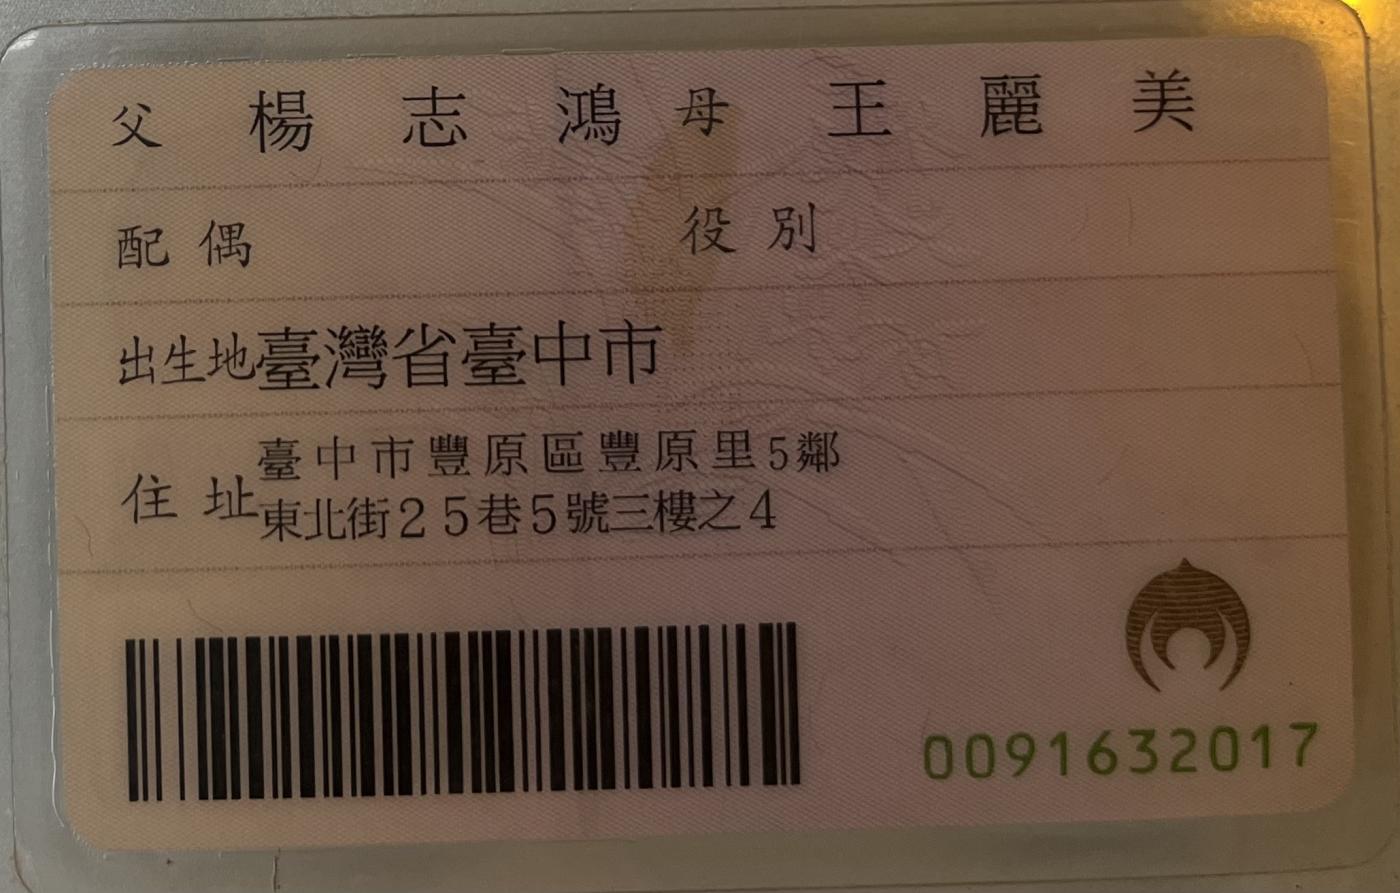 父 楊志鴻 母 王麗美
配偶 役別
出生地臺灣省臺中市
住址 臺中市豐原區豐原里5鄰
東北街25巷5號三樓之4
0091632017